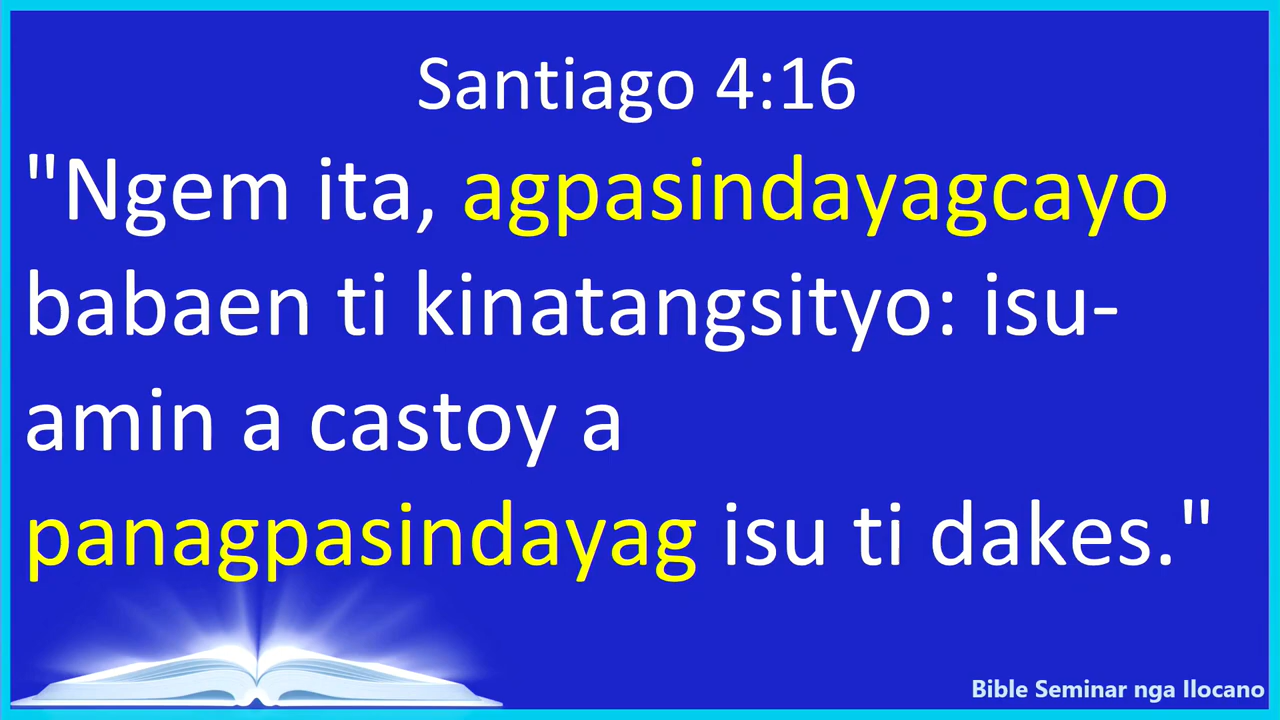 Santiago 4:16
"Ngem ita, agpasindayagcayo
babaen ti kinatangsityo: isu-
amin a castoy a
panagpasindayag isu ti dakes."
Bible Seminar nga Ilocano